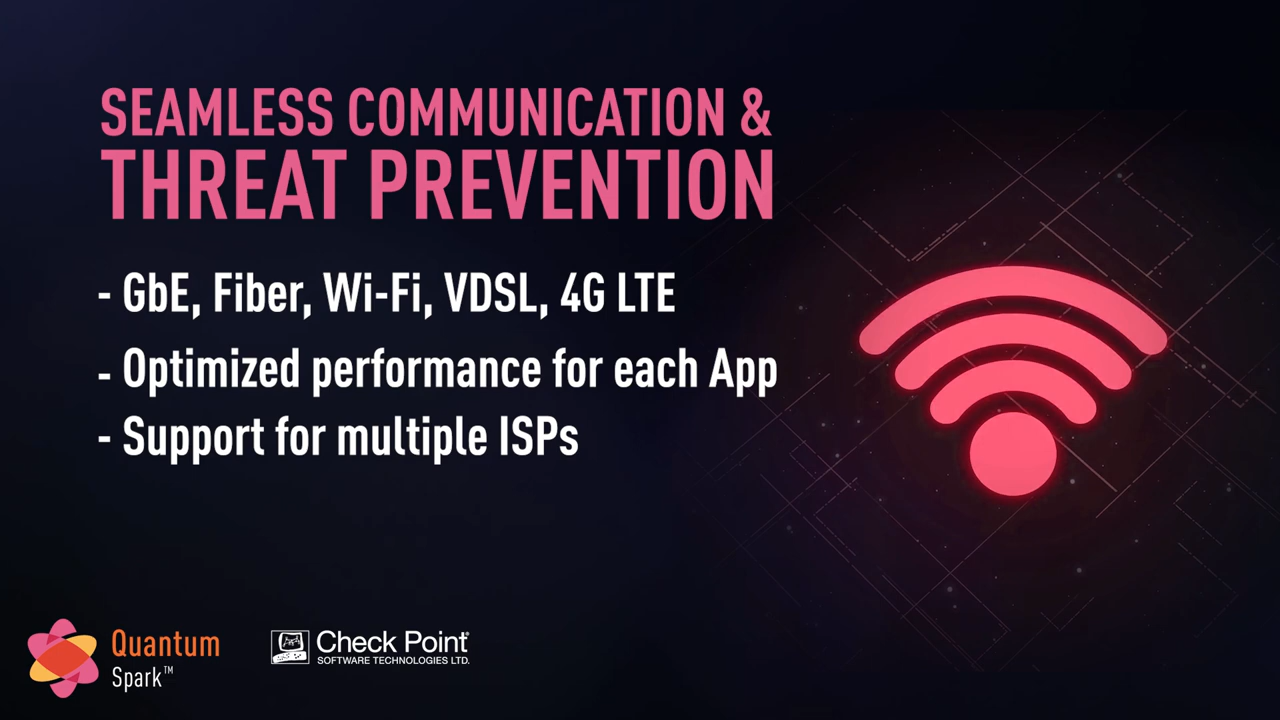 SEAMLESS COMMUNICATION &
THREAT PREVENTION
- GbE, Fiber, Wi-Fi, VDSL, 4G LTE
- Optimized performance for each App
- Support for multiple ISPs
Quantum
Spark™
Check Point®
SOFTWARE TECHNOLOGIES LTD.